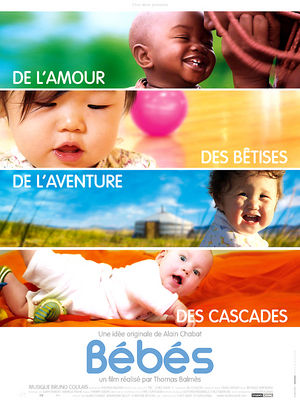 DE L'AMOUR
DES BÊTISES
DE L'AVENTURE
DES CASCADES
Une idée originale de Alain Chabat
Bébés
un film réalisé par Thomas Balmès
MUSIQUE BRUNO COULAIS